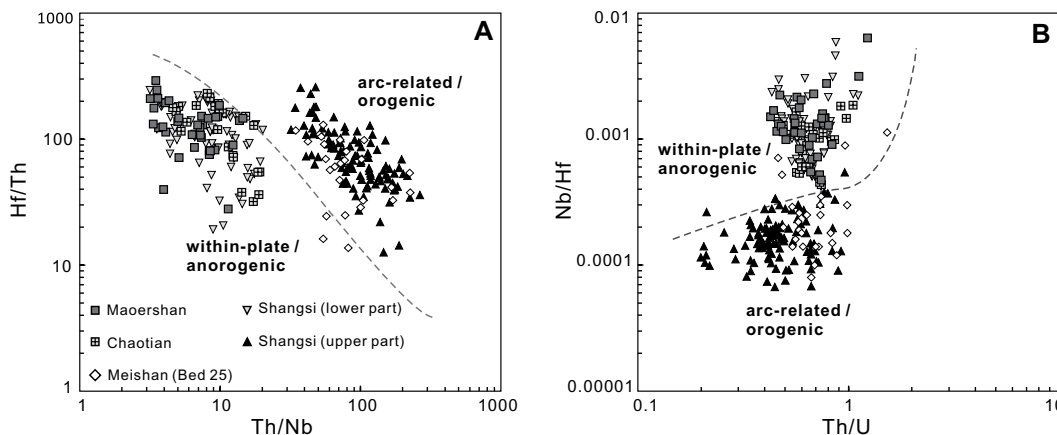 1000
A
arc-related /
orogenic
100
Hf/Th
within-plate /
anorogenic
10
Maoershan
Shangsi (lower part)
Chaotian
Shangsi (upper part)
Meishan (Bed 25)
1
1
10
100
1000
Th/Nb
0.01
B
0.001
within-plate /
anorogenic
Nb/Hf
0.0001
arc-related /
orogenic
0.00001
0.1
1
10
Th/U